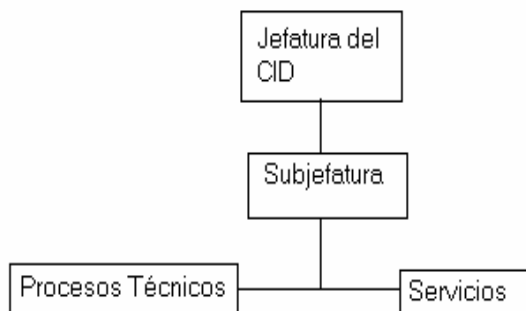 Jefatura del
CID
Subjefatura
Procesos Técnicos
Servicios